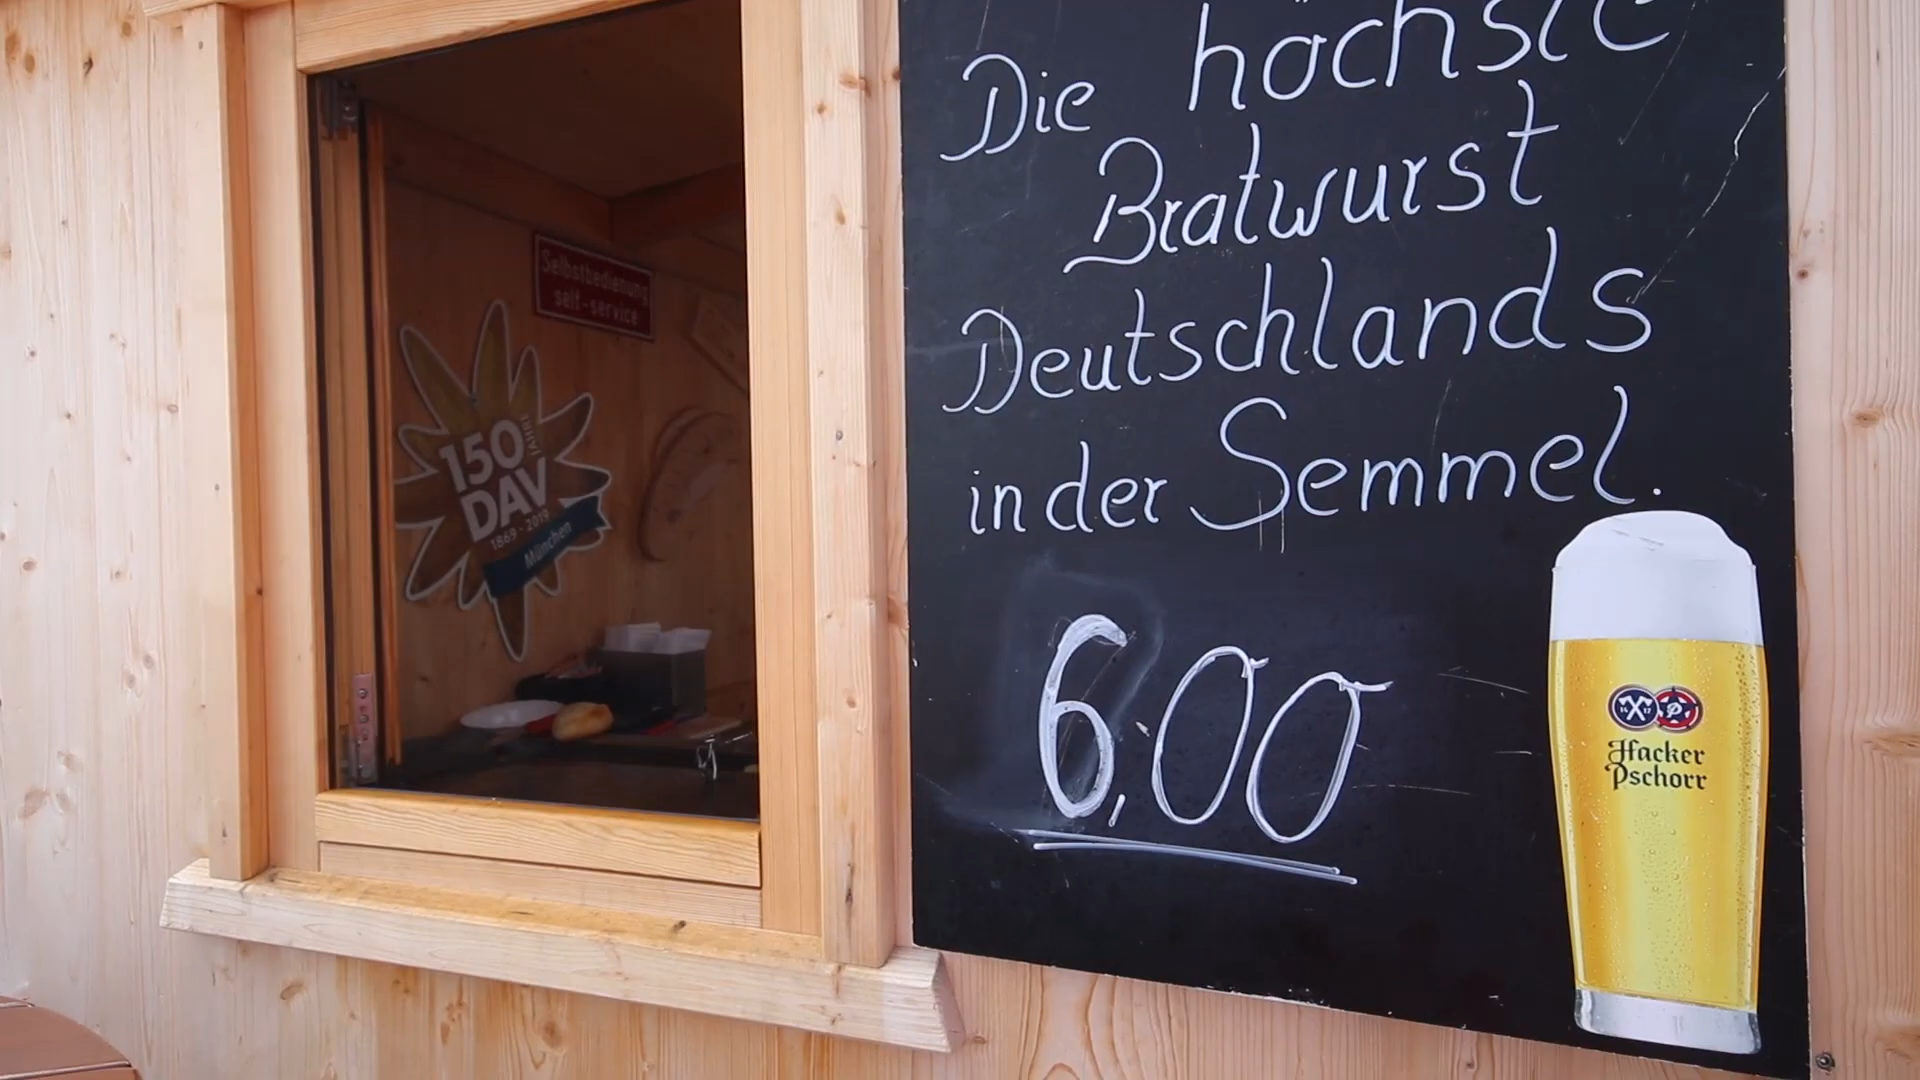 Die höchste
Bratwurst
Deutschlands
in der Semmel.
6,00
Hacker
Pschorr
Selbstbedienung
self-service
150
JAHRE
DAV
1869 - 2019
München